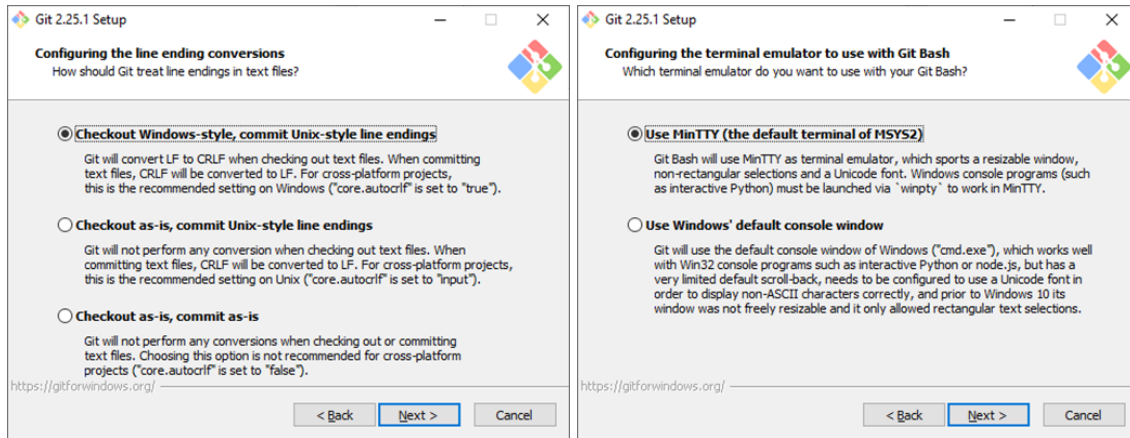 Git 2.25.1 Setup
Configuring the line ending conversions
How should Git treat line endings in text files?
Checkout Windows-style, commit Unix-style line endings
Git will convert LF to CRLF when checking out text files. When committing
text files, CRLF will be converted to LF. For cross-platform projects,
this is the recommended setting on Windows ("core.autocrlf" is set to "true").
Checkout as-is, commit Unix-style line endings
Git will not perform any conversion when checking out text files. When
committing text files, CRLF will be converted to LF. For cross-platform projects,
this is the recommended setting on Unix ("core.autocrlf" is set to "input").
Checkout as-is, commit as-is
Git will not perform any conversions when checking out or committing
text files. Choosing this option is not recommended for cross-platform
projects ("core.autocrlf" is set to "false").
https://gitforwindows.org/
< Back
Next >
Cancel
Git 2.25.1 Setup
Configuring the terminal emulator to use with Git Bash
Which terminal emulator do you want to use with your Git Bash?
Use MinTTY (the default terminal of MSYS2)
Git Bash will use MinTTY as terminal emulator, which sports a resizable window,
non-rectangular selections and a Unicode font. Windows console programs (such
as interactive Python) must be launched via `winpty` to work in MinTTY.
Use Windows' default console window
Git will use the default console window of Windows ("cmd.exe"), which works well
with Win32 console programs such as interactive Python or node.js, but has a
very limited default scroll-back, needs to be configured to use a Unicode font in
order to display non-ASCII characters correctly, and prior to Windows 10 its
window was not freely resizable and it only allowed rectangular text selections.
https://gitforwindows.org/
< Back
Next >
Cancel